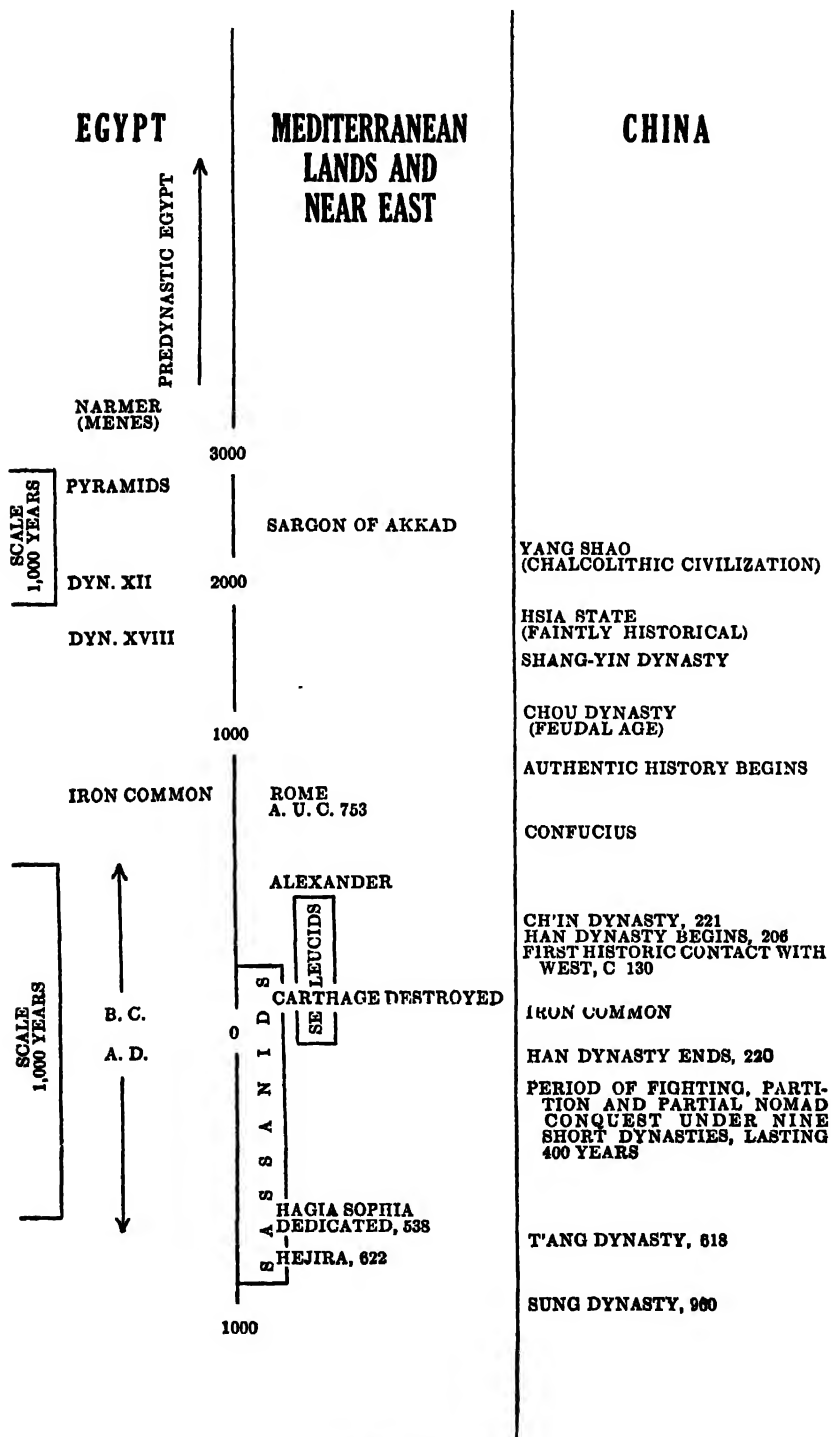 EGYPT
PREDYNASTIC EGYPT
NARMER
(MENES)
PYRAMIDS
SCALE
1,000 YEARS
DYN. XII
DYN. XVIII
IRON COMMON
SCALE
1,000 YEARS
B. C.
A. D.
3000
2000
1000
0
1000
MEDITERRANEAN
LANDS AND
NEAR EAST
SARGON OF AKKAD
ROME
A. U. C. 753
ALEXANDER
SELEUCIDS
CARTHAGE DESTROYED
SASSANIDS
HAGIA SOPHIA
DEDICATED, 538
HEJIRA, 622
CHINA
YANG SHAO
(CHALCOLITHIC CIVILIZATION)
HSIA STATE
(FAINTLY HISTORICAL)
SHANG-YIN DYNASTY
CHOU DYNASTY
(FEUDAL AGE)
AUTHENTIC HISTORY BEGINS
CONFUCIUS
CH'IN DYNASTY, 221
HAN DYNASTY BEGINS, 206
FIRST HISTORIC CONTACT WITH
WEST, C 130
IRON COMMON
HAN DYNASTY ENDS, 220
PERIOD OF FIGHTING, PARTI-
TION AND PARTIAL NOMAD
CONQUEST UNDER NINE
SHORT DYNASTIES, LASTING
400 YEARS
T'ANG DYNASTY, 618
SUNG DYNASTY, 960